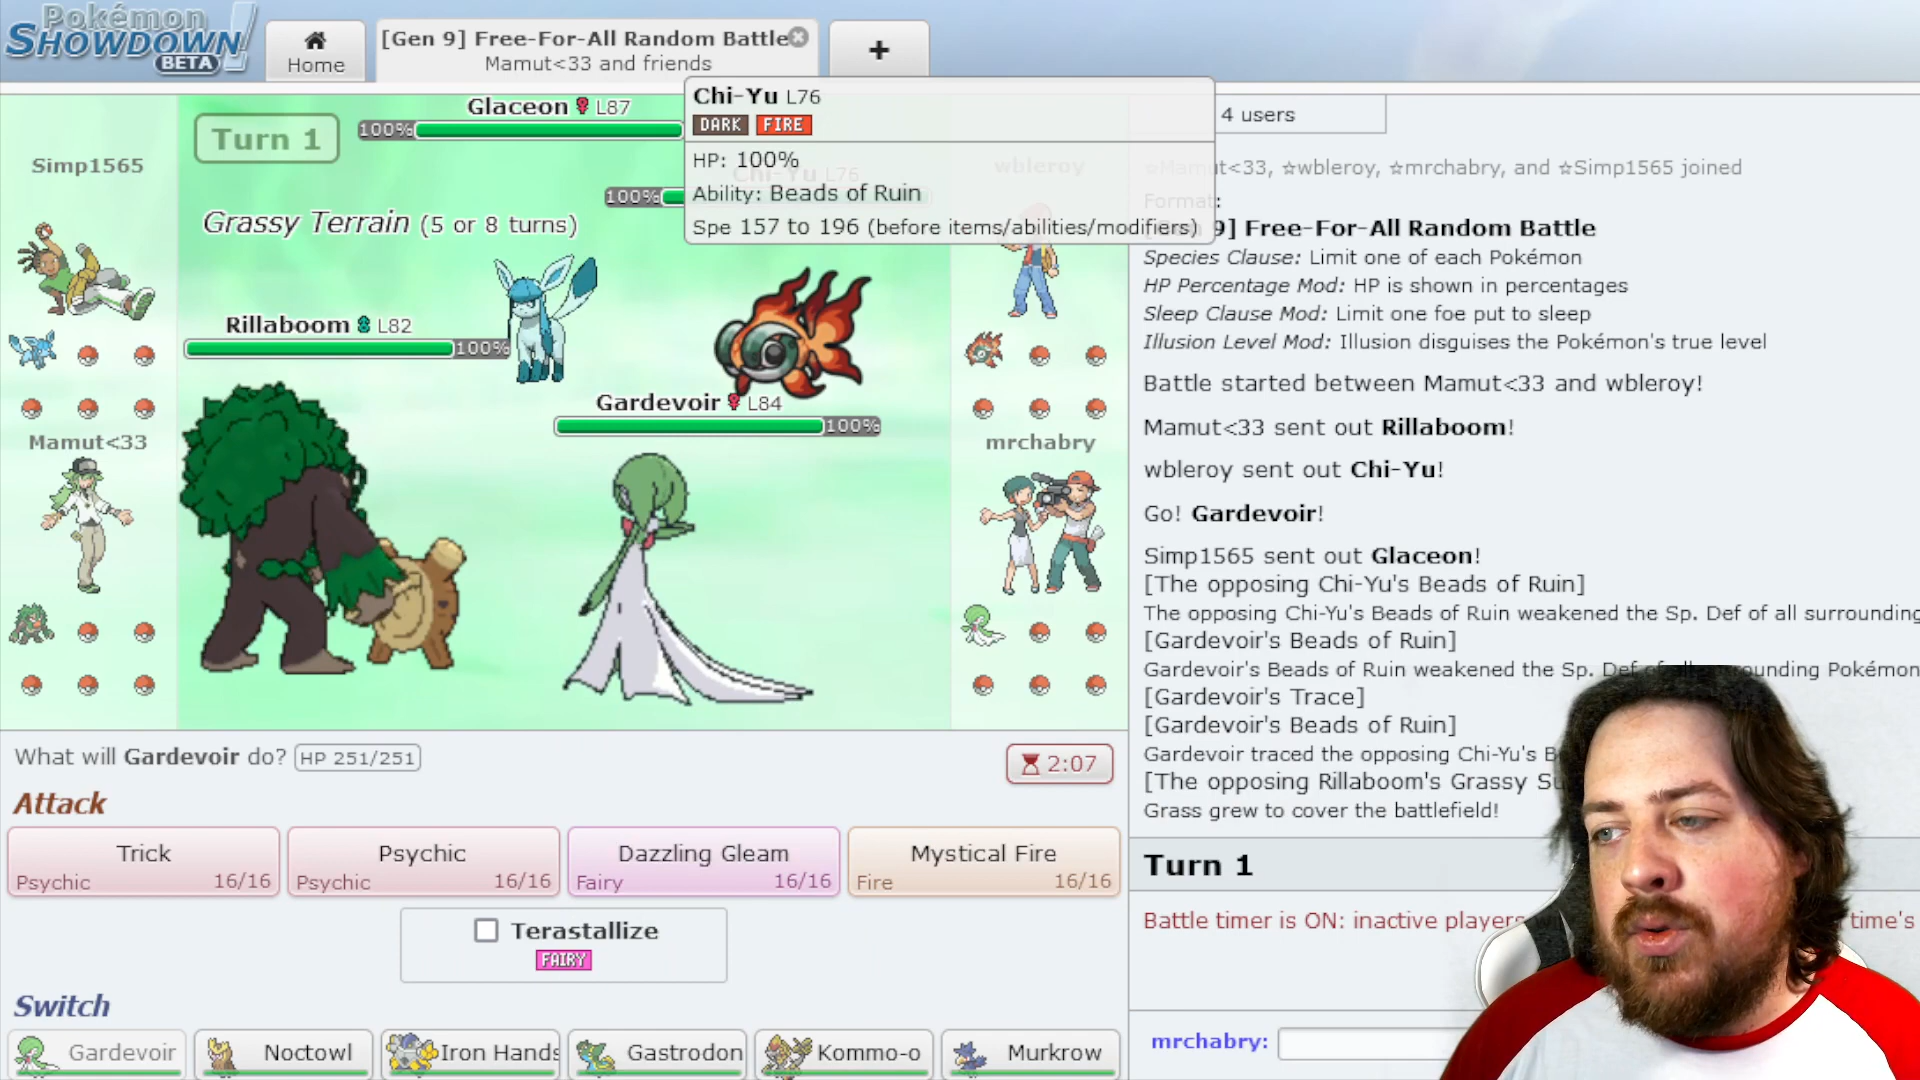 Pokémon
SHOWDOWN!
BETA
Home
[Gen 9] Free-For-All Random Battle
Mamut<33 and friends
+
Chi-Yu L76
DARK FIRE
HP: 100%
Ability: Beads of Ruin
Spe 157 to 196 (before items/abilities/modifiers)
Turn 1
Glaceon L87
100%
Chi-Yu L76
100%
Grassy Terrain (5 or 8 turns)
Rillaboom L82
100%
Gardevoir L84
100%
Simp1565
Mamut<33
wbleroy
mrchabry
What will Gardevoir do? HP 251/251
2:07
Attack
Trick
Psychic 16/16
Psychic
Psychic 16/16
Dazzling Gleam
Fairy 16/16
Mystical Fire
Fire 16/16
Terastallize
FAIRY
Switch
Gardevoir
Noctowl
Iron Hands
Gastrodon
Kommo-o
Murkrow
4 users
☆Mamut<33, ☆wbleroy, ☆mrchabry, and ☆Simp1565 joined
Format:
9] Free-For-All Random Battle
Species Clause: Limit one of each Pokémon
HP Percentage Mod: HP is shown in percentages
Sleep Clause Mod: Limit one foe put to sleep
Illusion Level Mod: Illusion disguises the Pokémon's true level
Battle started between Mamut<33 and wbleroy!
Mamut<33 sent out Rillaboom!
wbleroy sent out Chi-Yu!
Go! Gardevoir!
Simp1565 sent out Glaceon!
[The opposing Chi-Yu's Beads of Ruin]
The opposing Chi-Yu's Beads of Ruin weakened the Sp. Def of all surrounding
[Gardevoir's Beads of Ruin]
Gardevoir's Beads of Ruin weakened the Sp. Def of all surrounding Pokémon
[Gardevoir's Trace]
[Gardevoir's Beads of Ruin]
Gardevoir traced the opposing Chi-Yu's B
[The opposing Rillaboom's Grassy Su
Grass grew to cover the battlefield!
Turn 1
Battle timer is ON: inactive players time's
mrchabry: